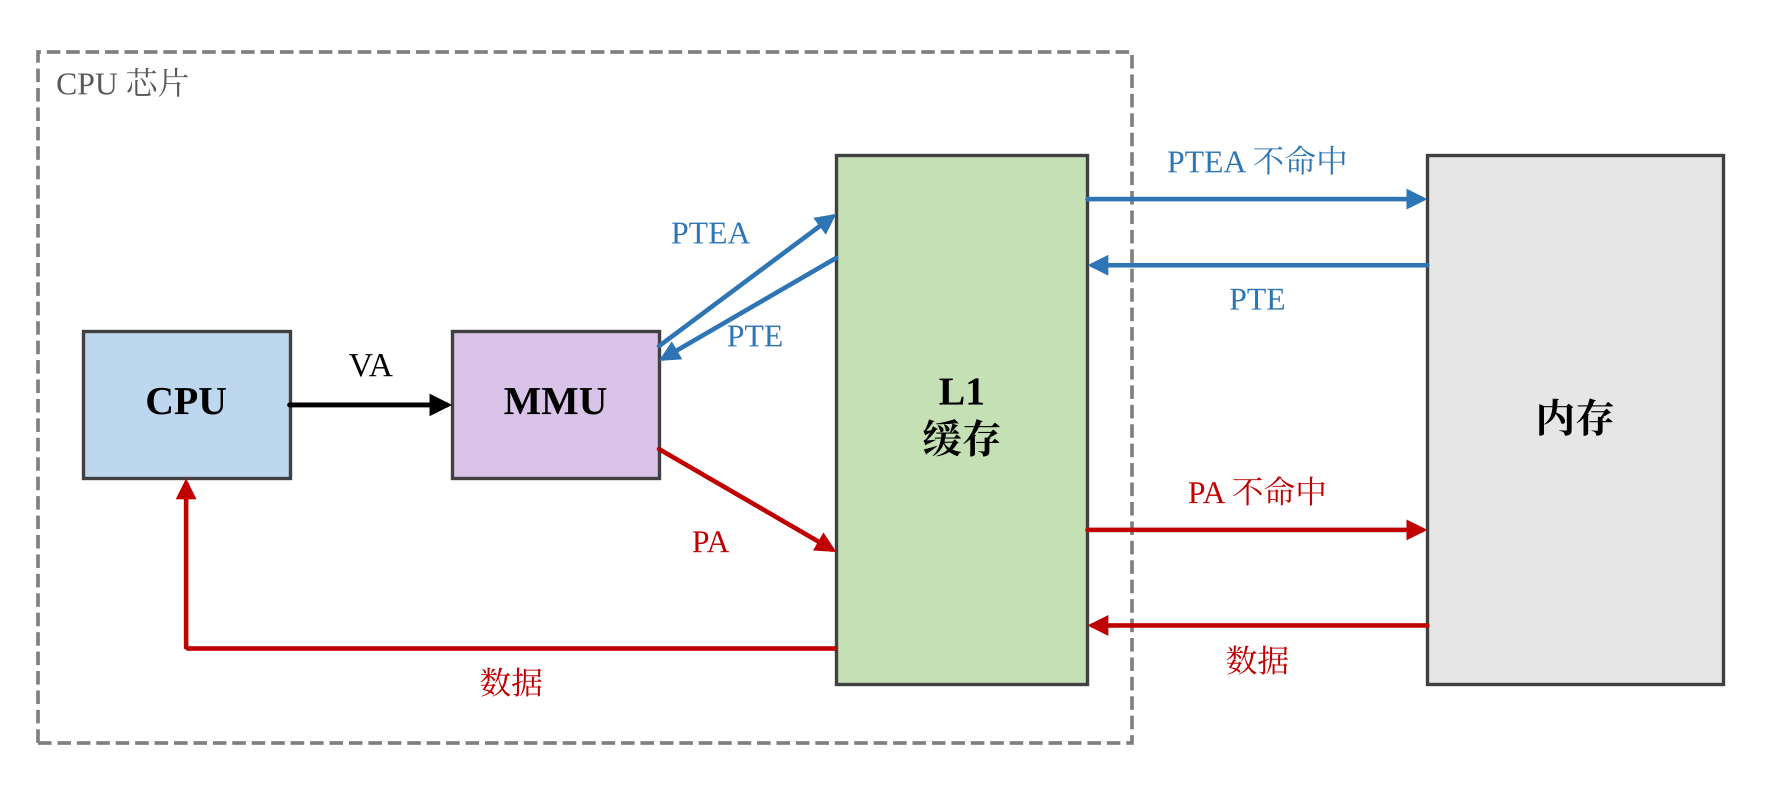 CPU 芯片
PTEA 不命中
PTEA
PTE
PTE
VA
CPU
MMU
L1
缓存
内存
PA 不命中
PA
数据
数据